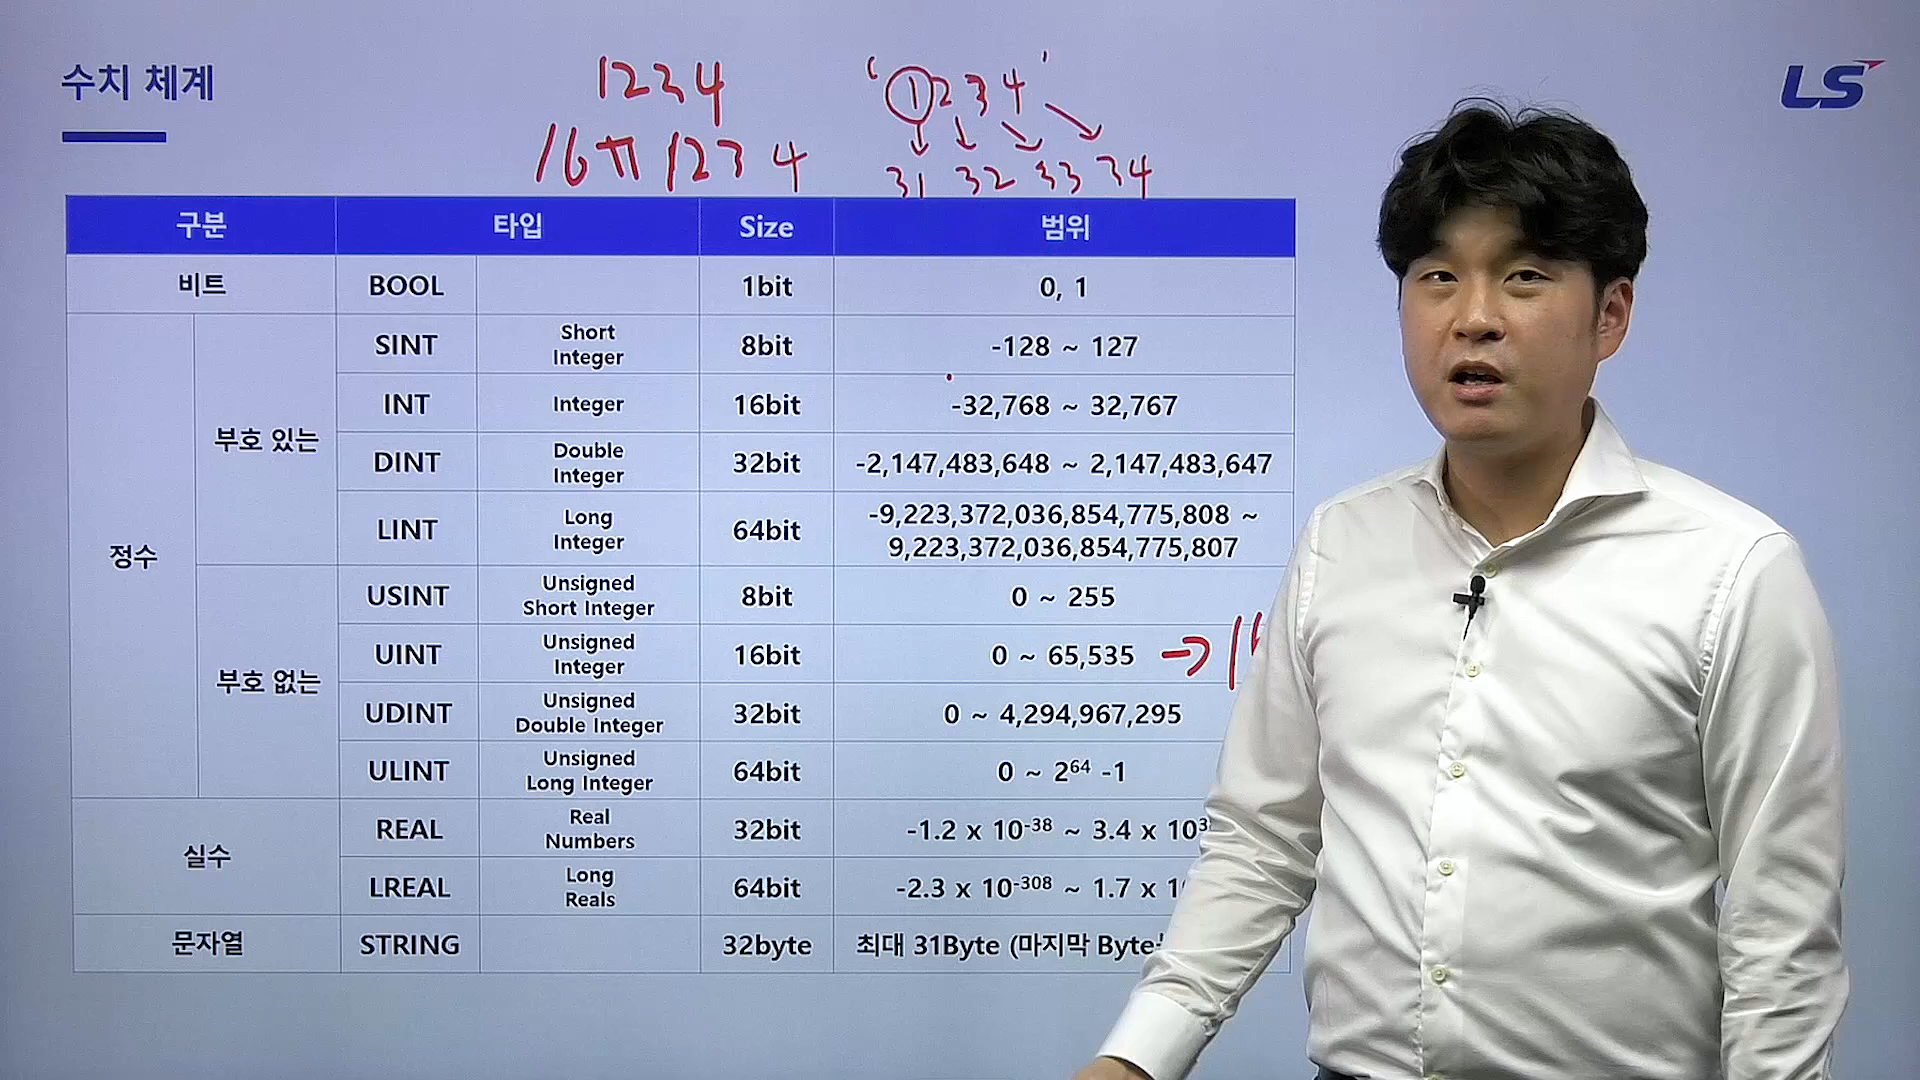 수치 체계
LS
1234
16#1234
'1234'
31 32 33 34
구분 타입 Size 범위
비트 BOOL 1bit 0, 1
정수
부호 있는
SINT Short Integer 8bit -128 ~ 127
INT Integer 16bit -32,768 ~ 32,767
DINT Double Integer 32bit -2,147,483,648 ~ 2,147,483,647
LINT Long Integer 64bit -9,223,372,036,854,775,808 ~
9,223,372,036,854,775,807
부호 없는
USINT Unsigned Short Integer 8bit 0 ~ 255
UINT Unsigned Integer 16bit 0 ~ 65,535 →
UDINT Unsigned Double Integer 32bit 0 ~ 4,294,967,295
ULINT Unsigned Long Integer 64bit 0 ~ 2⁶⁴ -1
실수
REAL Real Numbers 32bit -1.2 x 10⁻³⁸ ~ 3.4 x
LREAL Long Reals 64bit -2.3 x 10⁻³⁰⁸ ~ 1.7 x
문자열 STRING 32byte 최대 31Byte (마지막 Byte